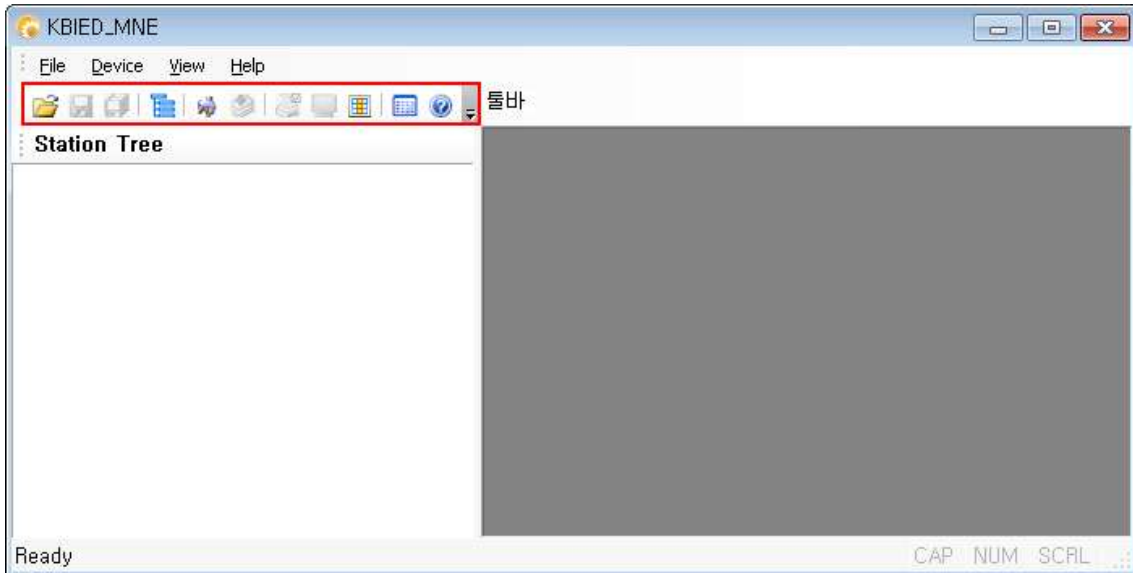 KBIED_MNE
File Device View Help
툴바
Station Tree
Ready CAP NUM SCRL